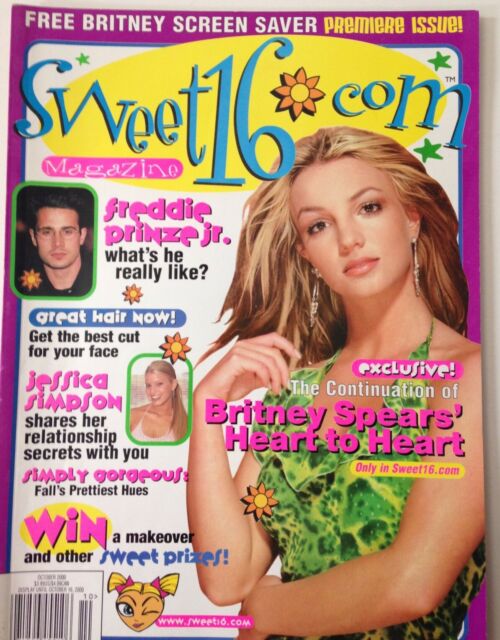 FREE BRITNEY SCREEN SAVER PREMIERE ISSUE!
Sweet16.com
TM
Magazine
freddie
prinze jr.
what's he
really like?
great hair now!
Get the best cut
for your face
jessica
simpson
shares her
relationship
secrets with you
simply gorgeous:
Fall's Prettiest Hues
exclusive!
The Continuation of
Britney Spears'
Heart to Heart
Only in Sweet16.com
WIN a makeover
and other sweet prizes!
OCTOBER 2000
DISPLAY UNTIL OCTOBER 16, 2000
10>
www.sweet16.com